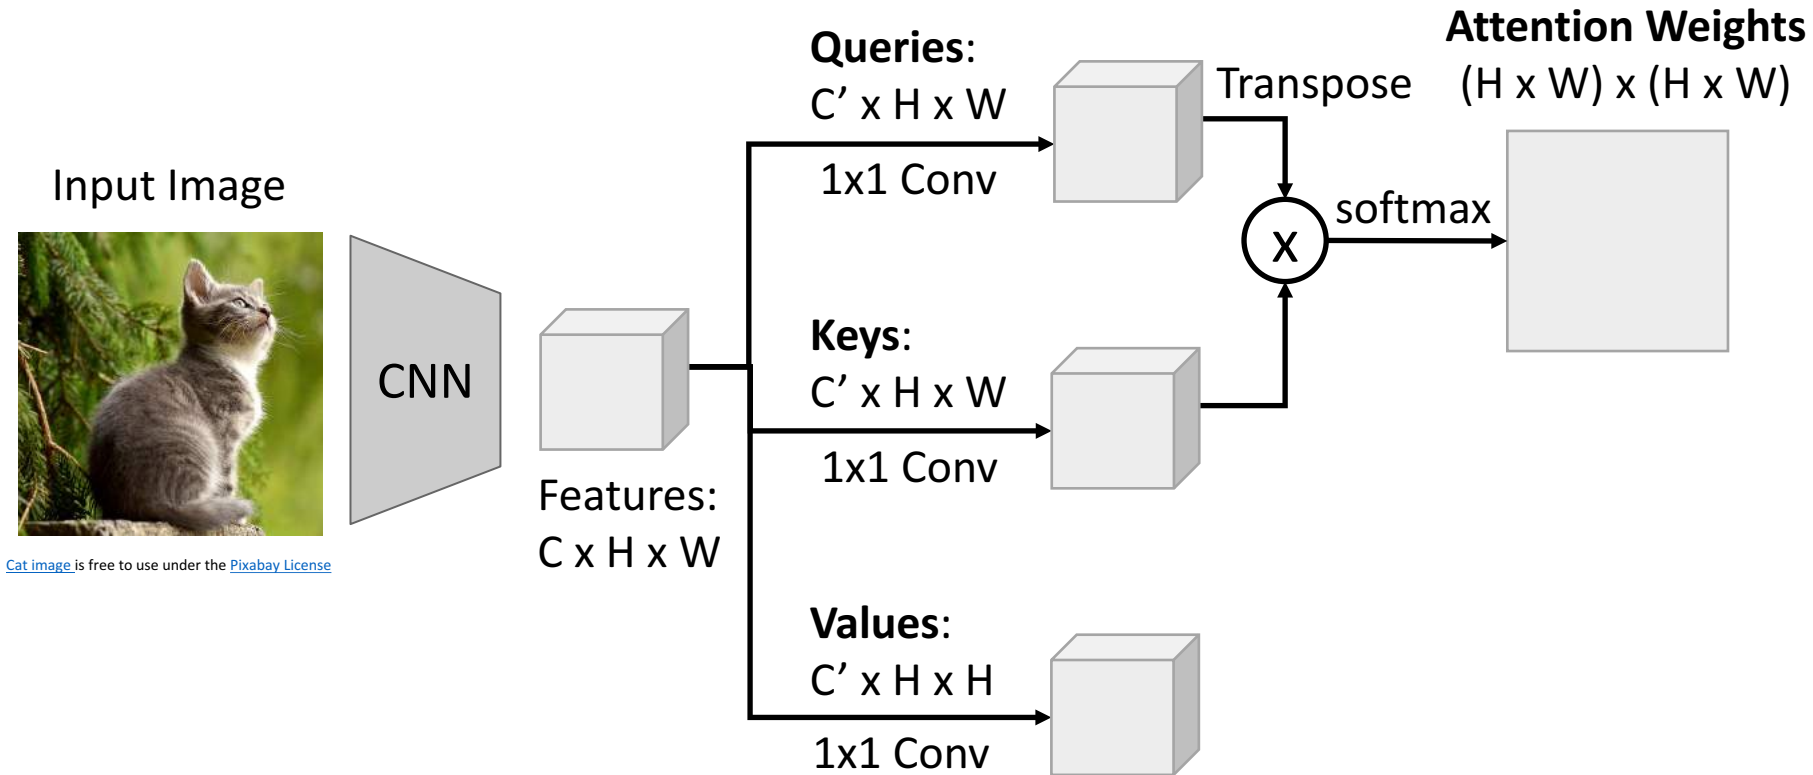 Input Image
Cat image is free to use under the Pixabay License
CNN
Features:
C x H x W
Queries:
C’ x H x W
1x1 Conv
Keys:
C’ x H x W
1x1 Conv
Values:
C’ x H x H
1x1 Conv
Transpose
x
softmax
Attention Weights
(H x W) x (H x W)